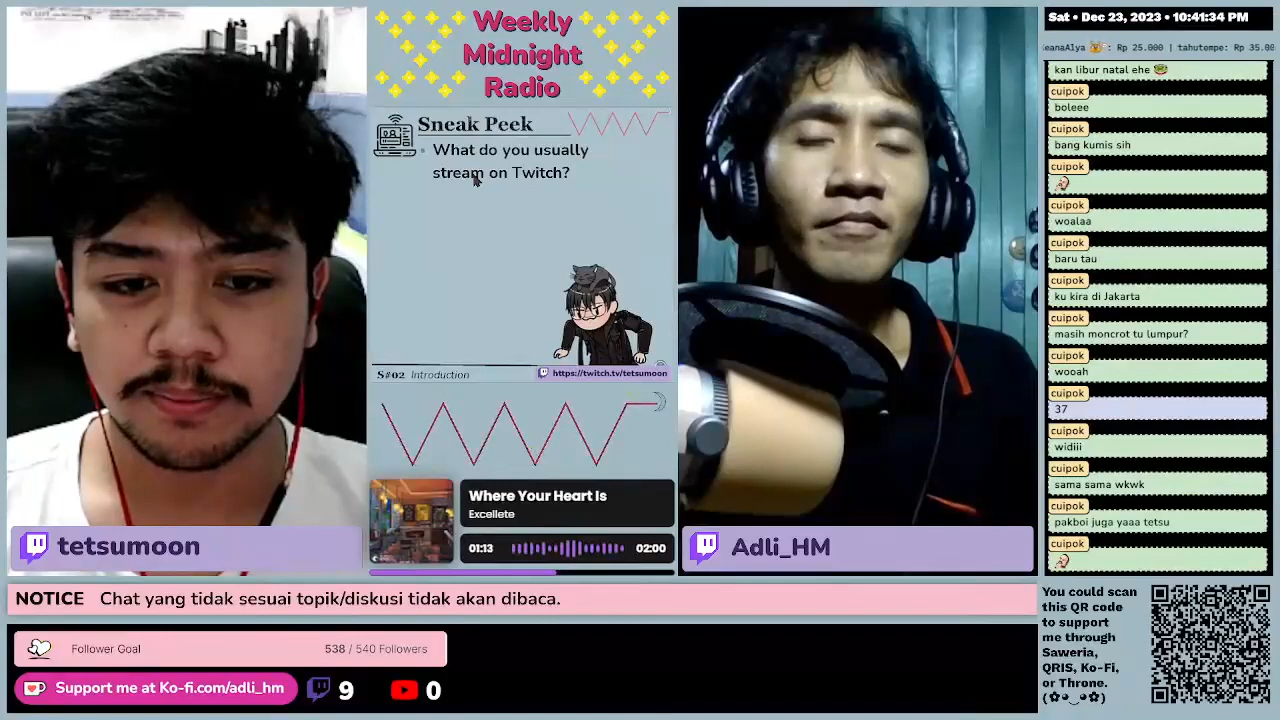 Weekly
Midnight
Radio
Sneak Peek
• What do you usually
stream on Twitch?
S#02 Introduction
https://twitch.tv/tetsumoon
Where Your Heart Is
Excellete
01:13
02:00
tetsumoon
Adli_HM
Sat • Dec 23, 2023 • 10:41:34 PM
eanaAlya 🐻: Rp 25.000 | tahutempe: Rp 35.00
kan libur natal ehe
cuipok
boleee
cuipok
bang kumis sih
cuipok
cuipok
woalaa
cuipok
baru tau
cuipok
ku kira di Jakarta
cuipok
masih moncrot tu lumpur?
cuipok
wooah
cuipok
37
cuipok
widiii
cuipok
sama sama wkwk
cuipok
pakboi juga yaaa tetsu
cuipok
NOTICE Chat yang tidak sesuai topik/diskusi tidak akan dibaca.
Follower Goal
538 / 540 Followers
Support me at Ko-fi.com/adli_hm
9
0
You could scan
this QR code
to support
me through
Saweria,
QRIS, Ko-Fi,
or Throne.
(✿◕‿◕✿)